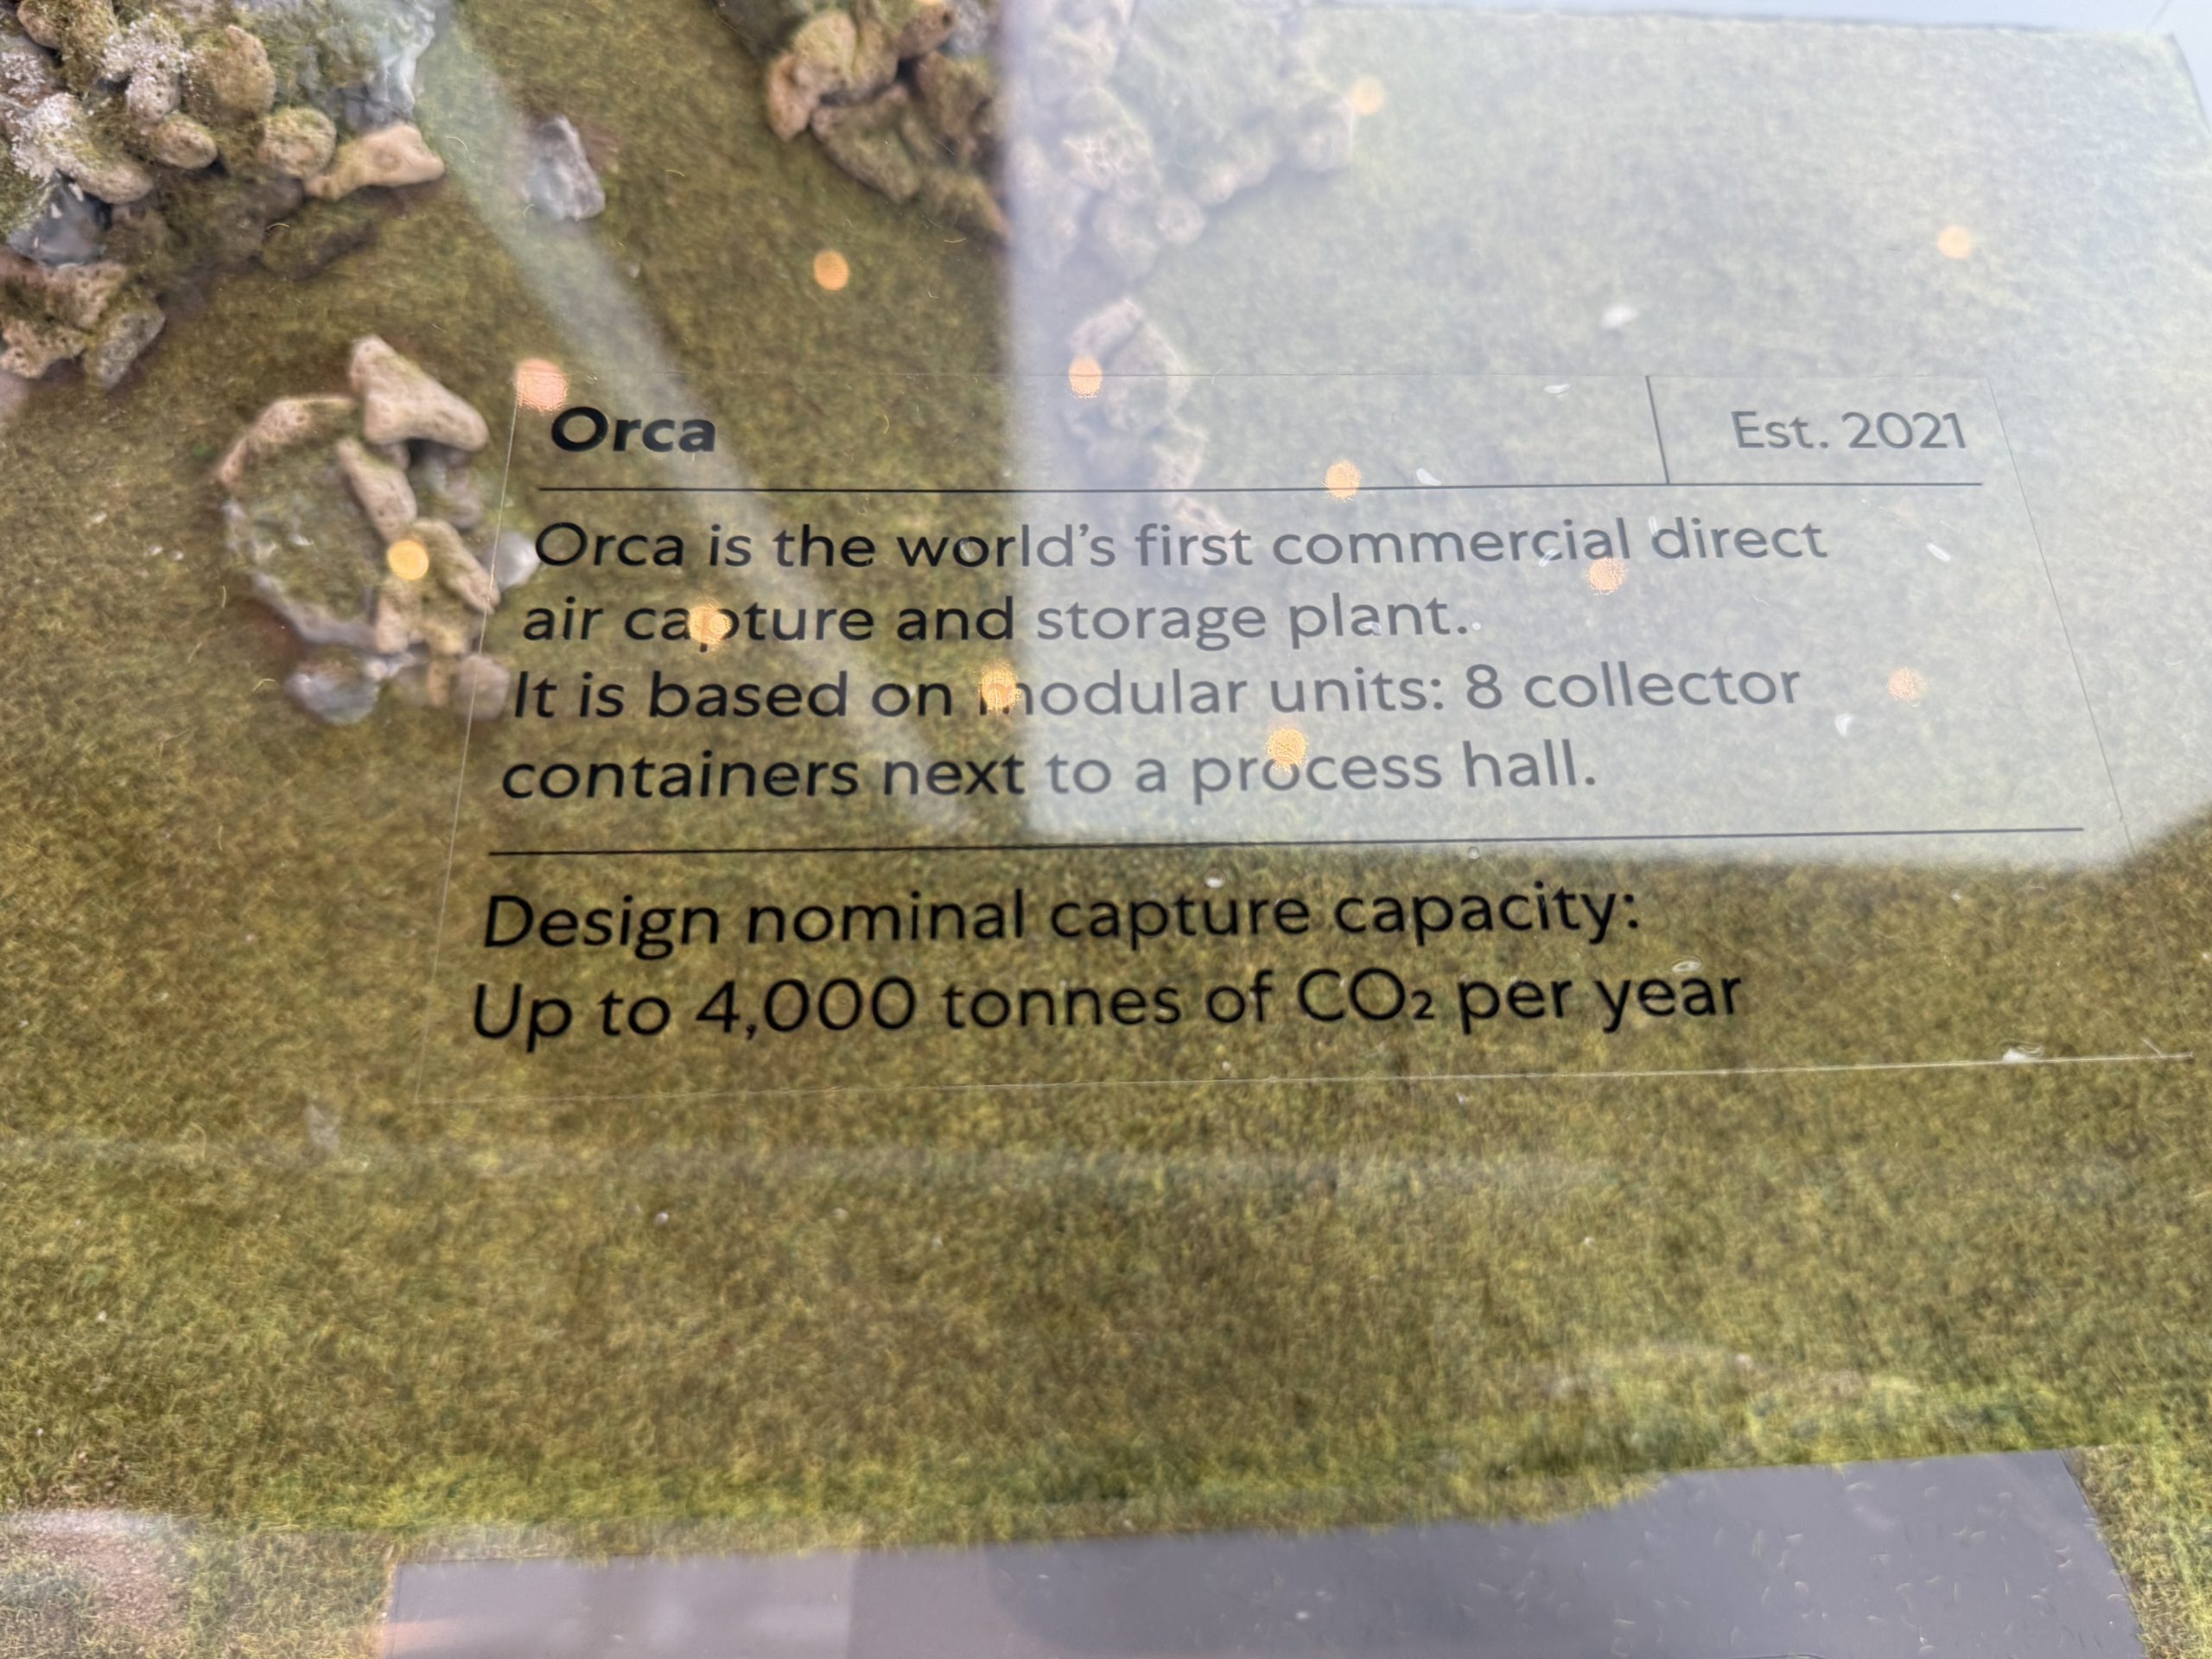 Orca
Est. 2021
Orca is the world's first commercial direct
air capture and storage plant.
It is based on modular units: 8 collector
containers next to a process hall.
Design nominal capture capacity:
Up to 4,000 tonnes of CO₂ per year